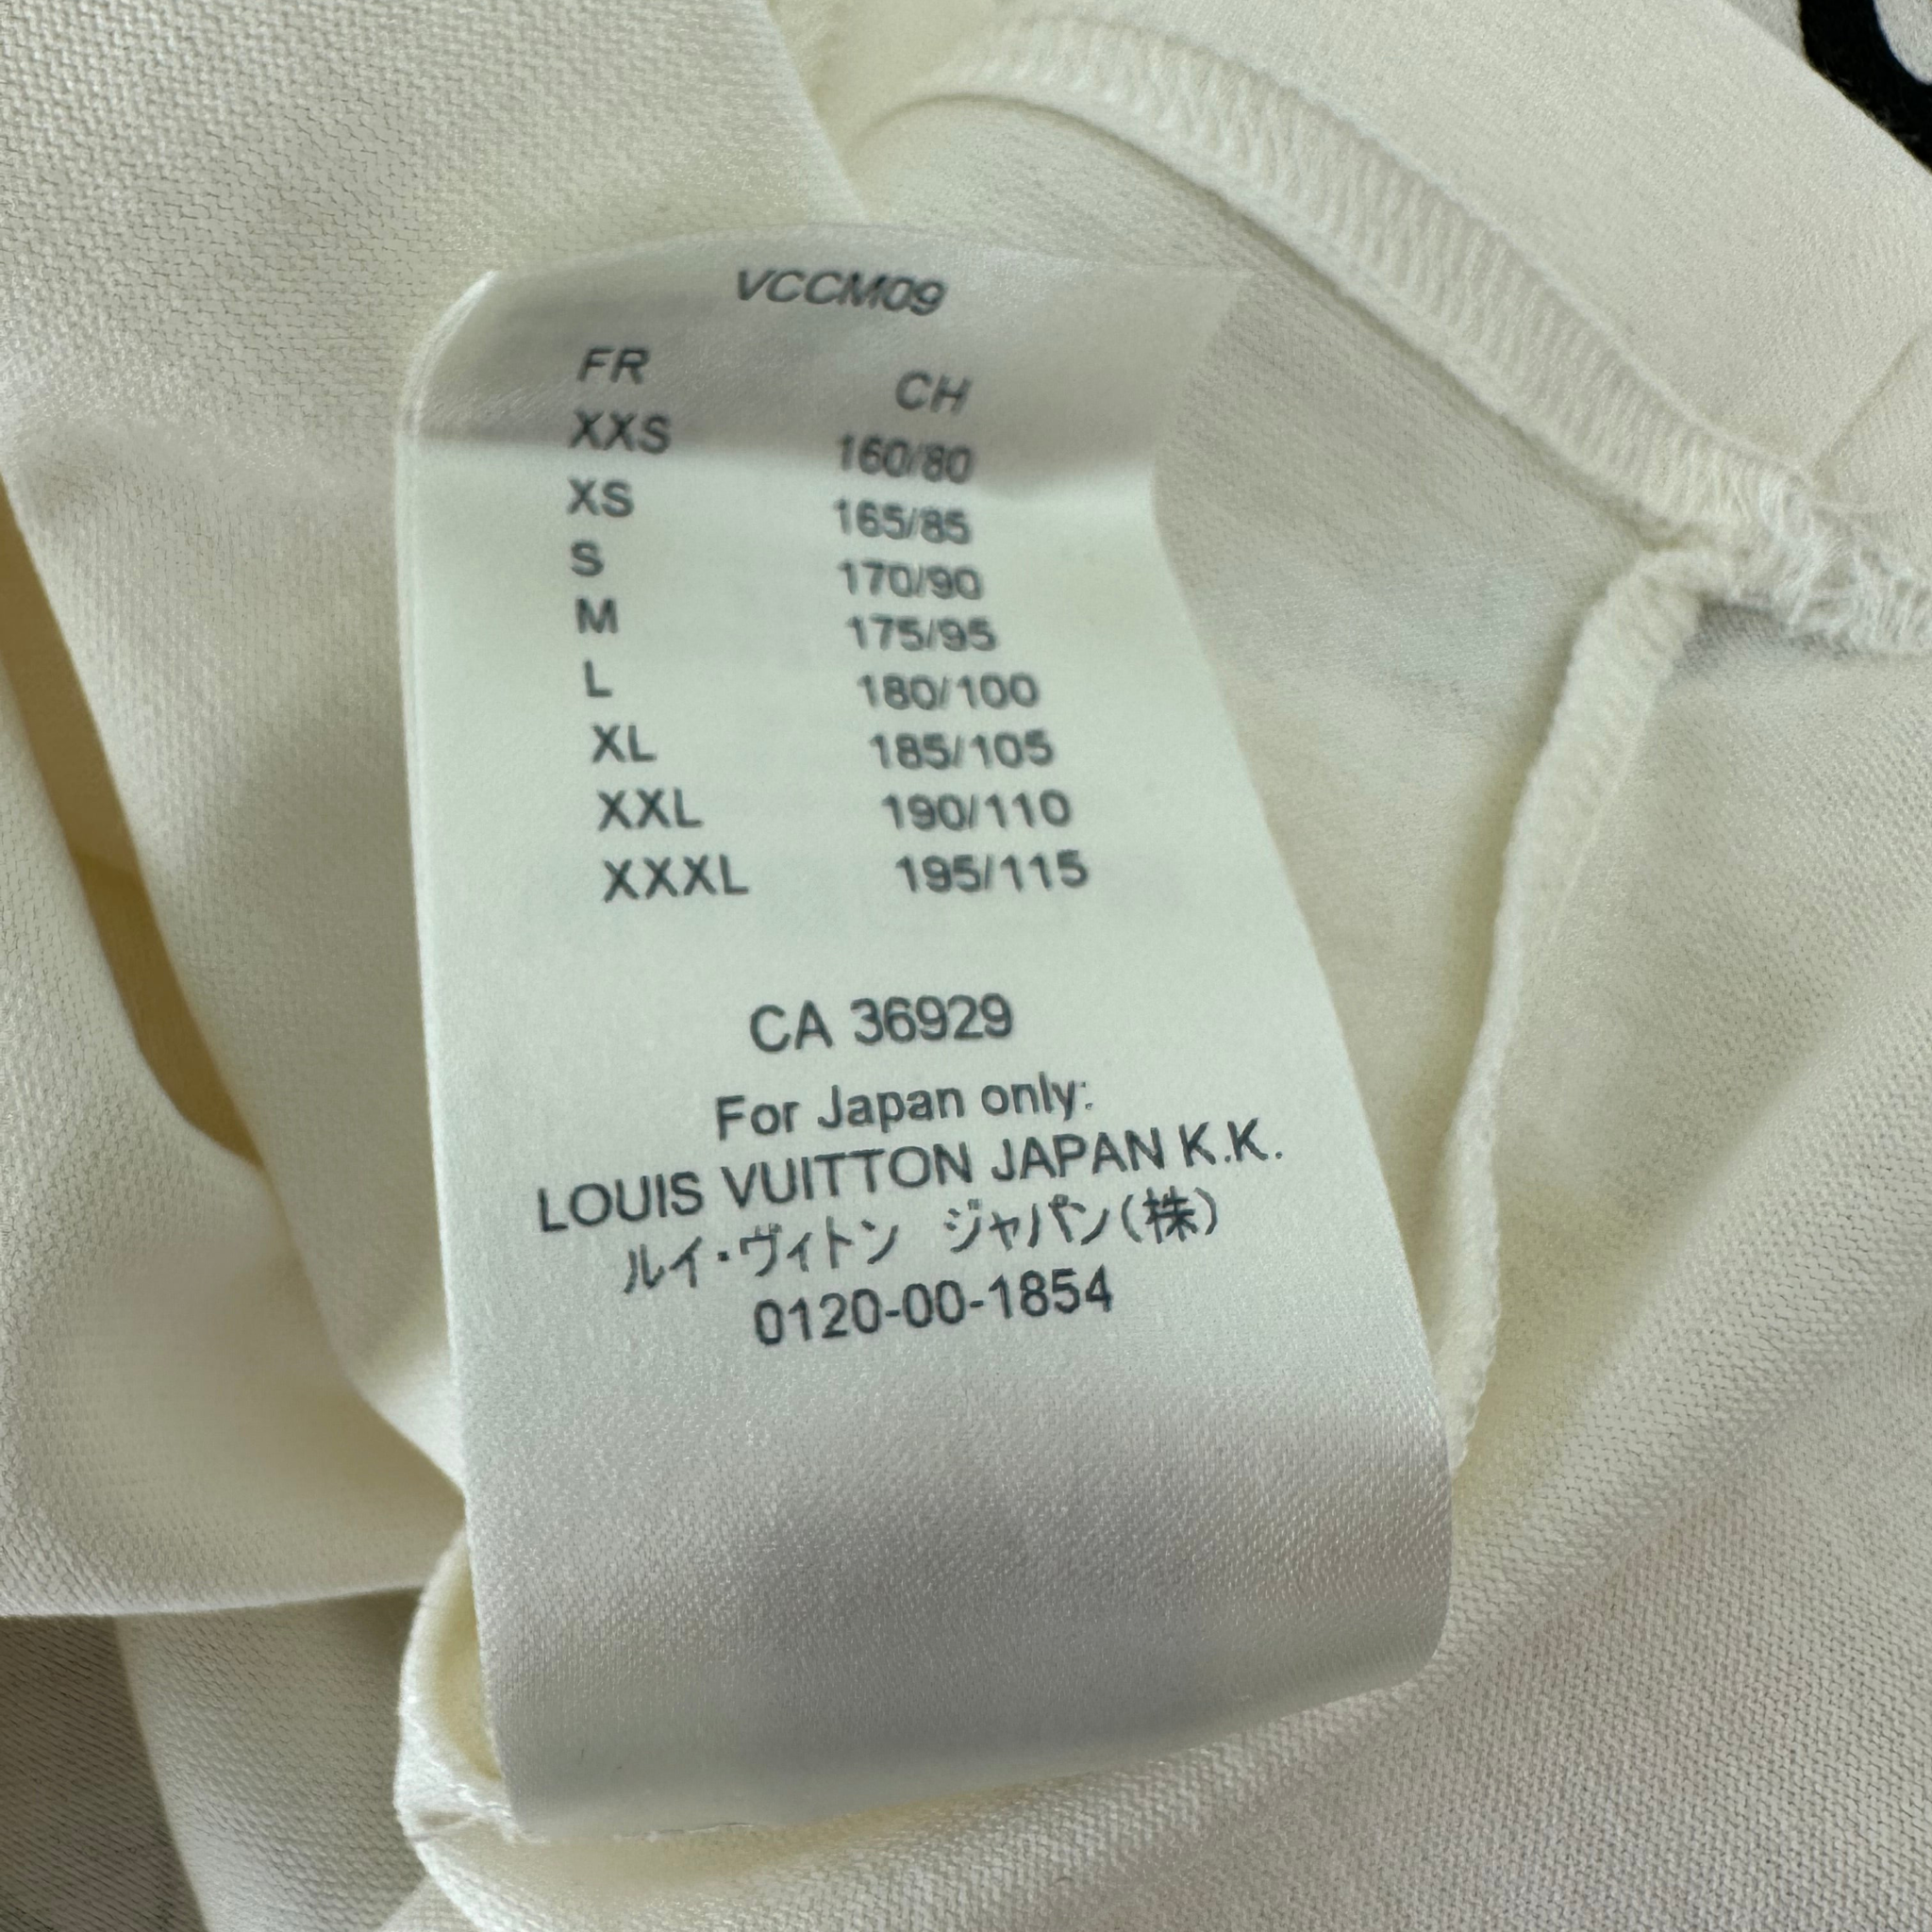 VCCM09
FR CH
XXS 160/80
XS 165/85
S 170/90
M 175/95
L 180/100
XL 185/105
XXL 190/110
XXXL 195/115
CA 36929
For Japan only:
LOUIS VUITTON JAPAN K.K.
ルイ・ヴィトン ジャパン(株)
0120-00-1854